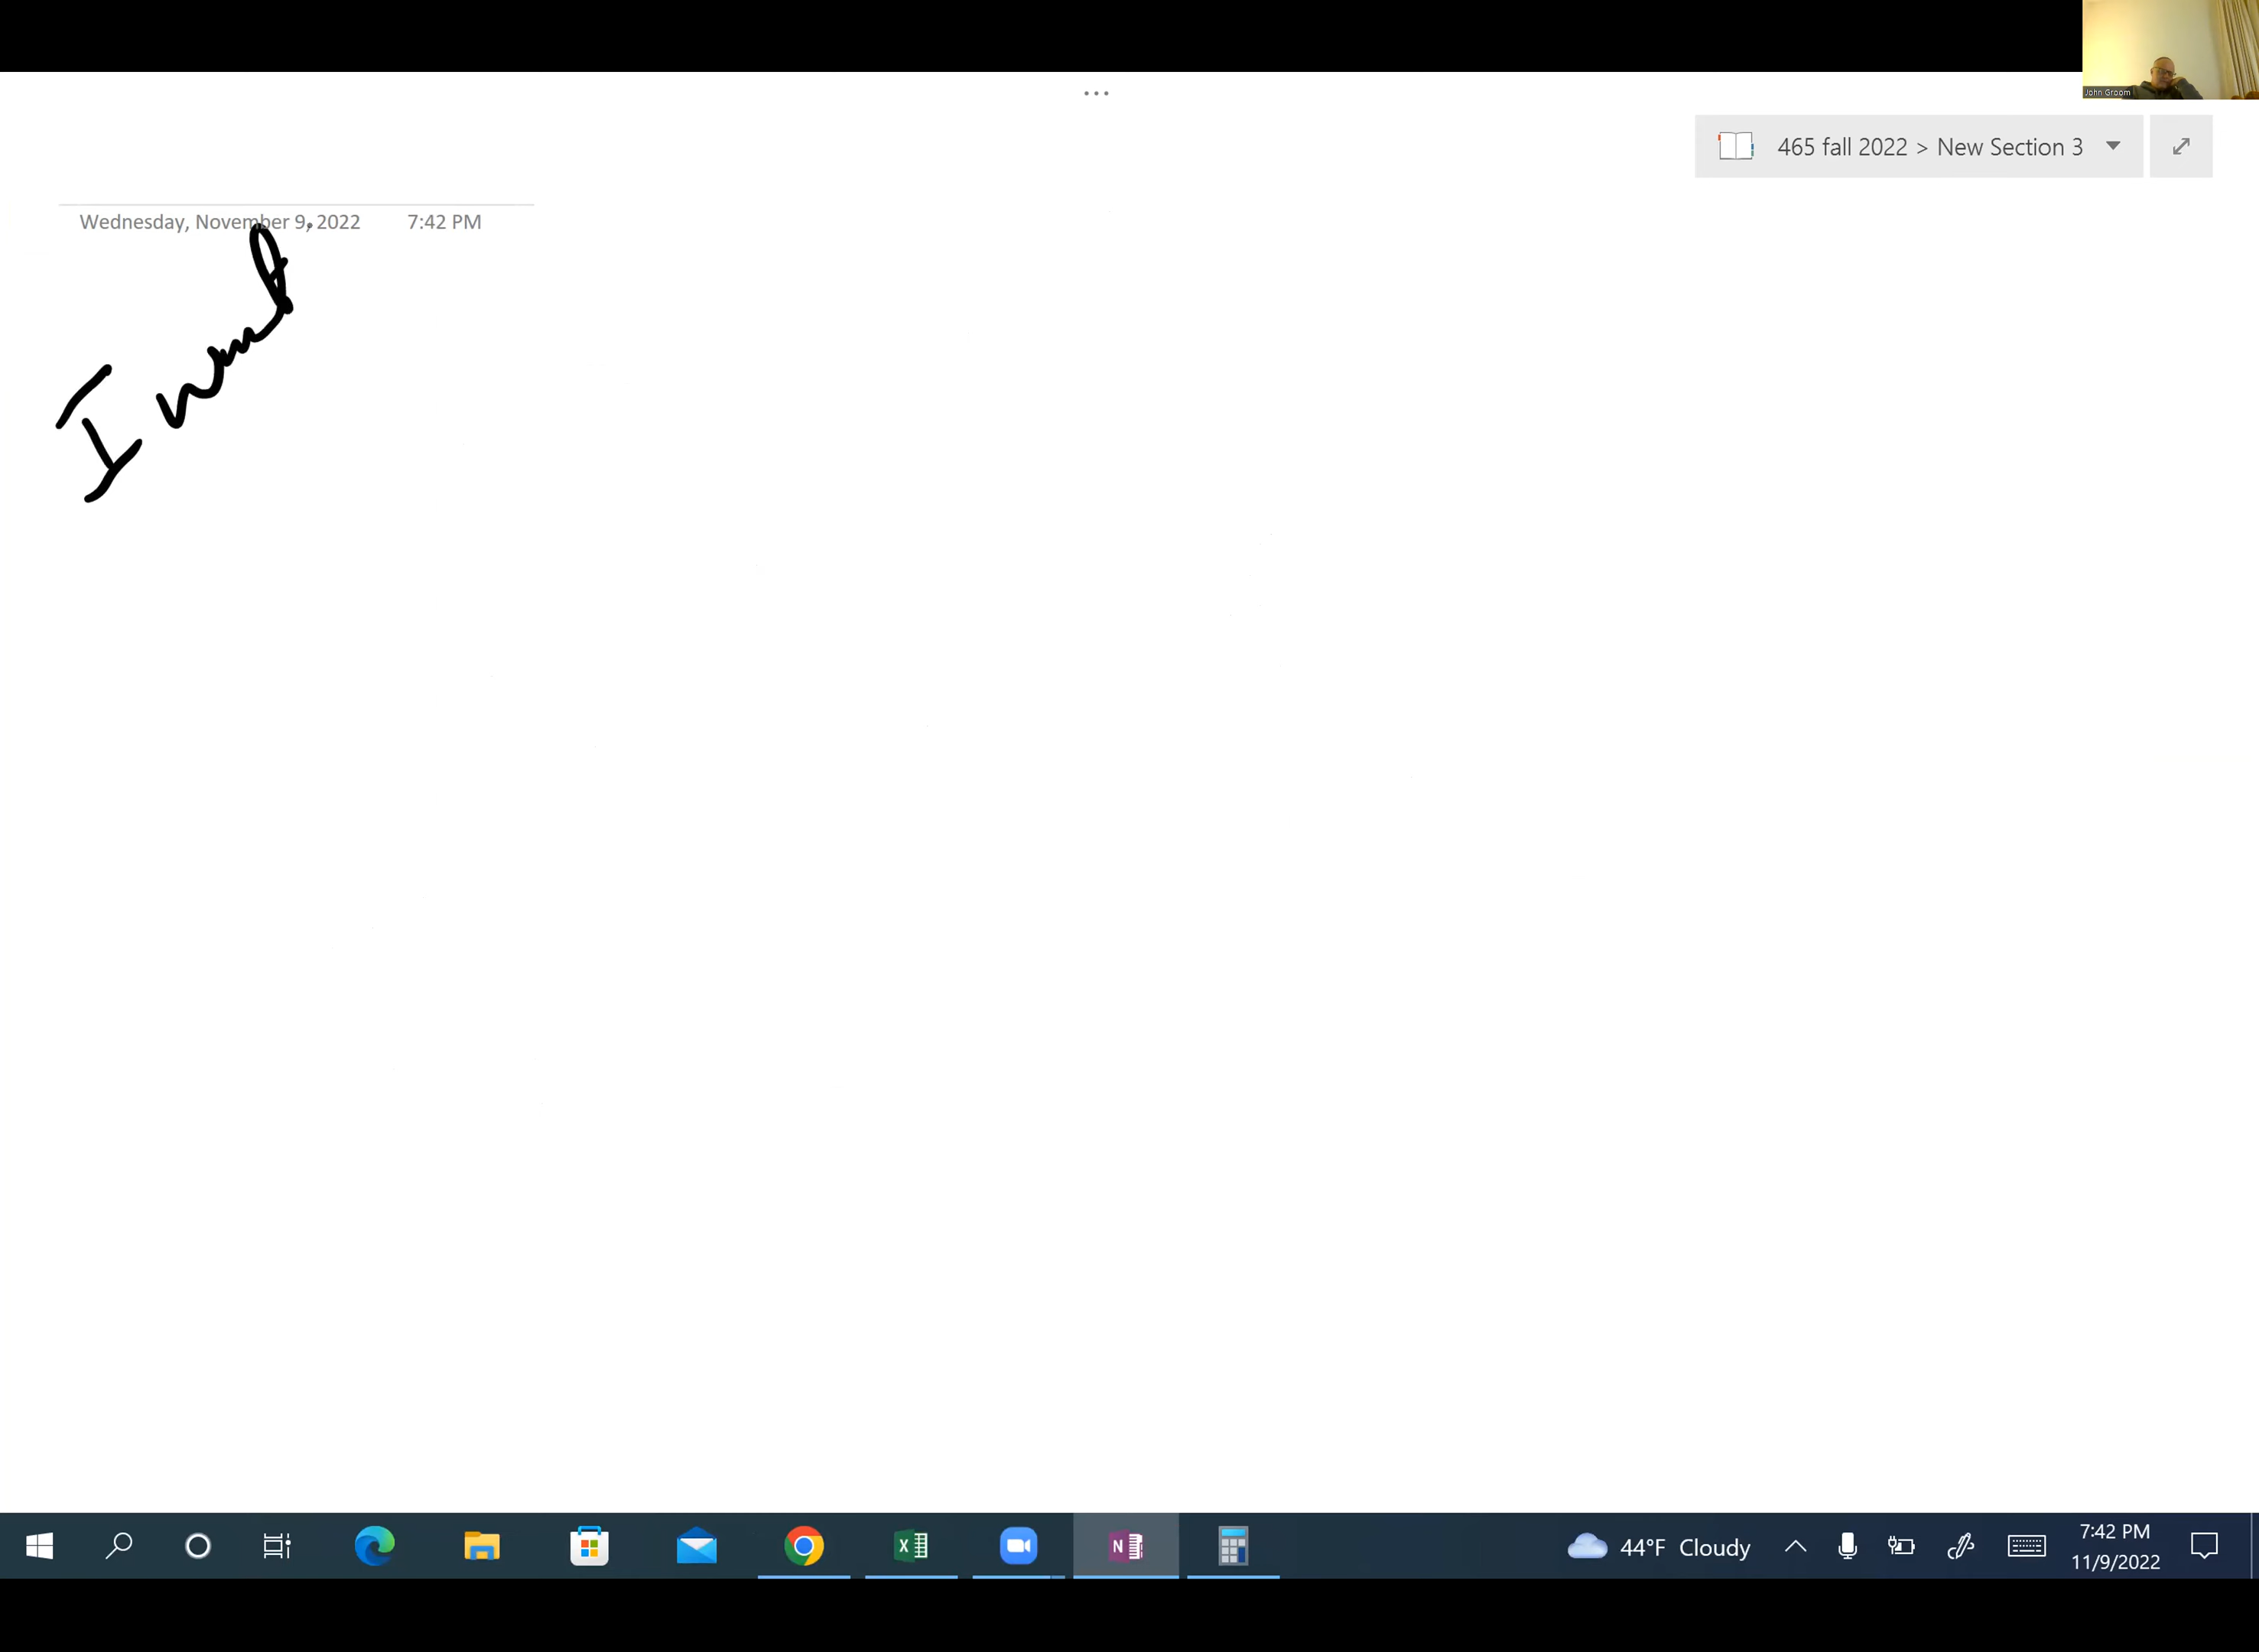 John Groom
465 fall 2022 > New Section 3
Wednesday, November 9, 2022 7:42 PM
I want
44°F Cloudy
7:42 PM
11/9/2022